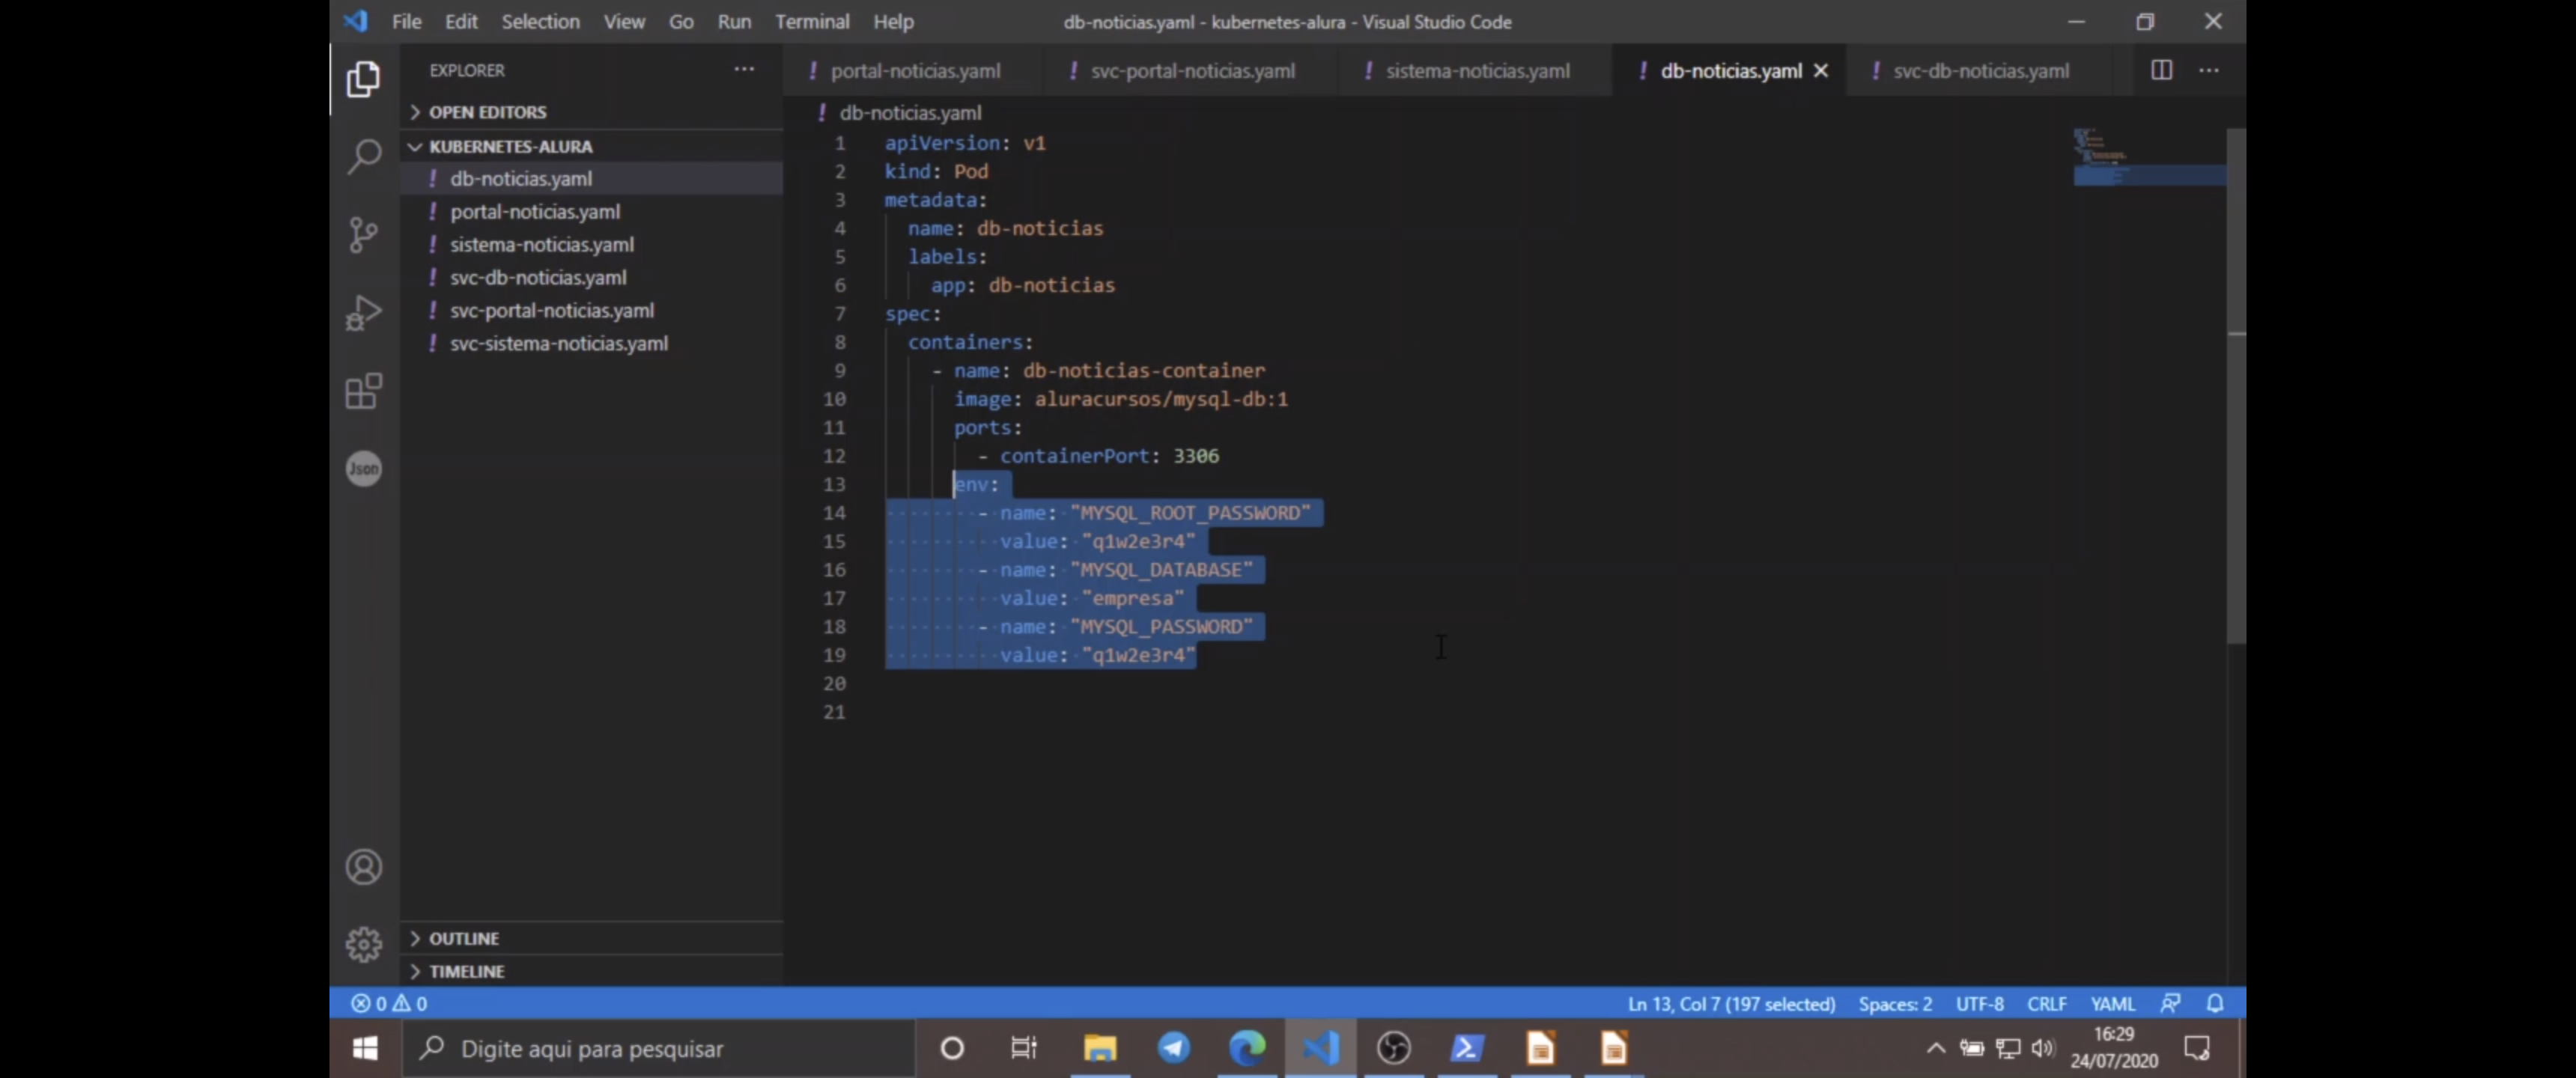 File Edit Selection View Go Run Terminal Help db-noticias.yaml - kubernetes-alura - Visual Studio Code
EXPLORER
OPEN EDITORS
KUBERNETES-ALURA
! db-noticias.yaml
! portal-noticias.yaml
! sistema-noticias.yaml
! svc-db-noticias.yaml
! svc-portal-noticias.yaml
! svc-sistema-noticias.yaml
Json
OUTLINE
TIMELINE
! portal-noticias.yaml ! svc-portal-noticias.yaml ! sistema-noticias.yaml ! db-noticias.yaml ! svc-db-noticias.yaml
! db-noticias.yaml
1 apiVersion: v1
2 kind: Pod
3 metadata:
4 name: db-noticias
5 labels:
6 app: db-noticias
7 spec:
8 containers:
9 - name: db-noticias-container
10 image: aluracursos/mysql-db:1
11 ports:
12 - containerPort: 3306
13 env:
14 - name: "MYSQL_ROOT_PASSWORD"
15 value: "q1w2e3r4"
16 - name: "MYSQL_DATABASE"
17 value: "empresa"
18 - name: "MYSQL_PASSWORD"
19 value: "q1w2e3r4"
20
21
0 0 Ln 13, Col 7 (197 selected) Spaces: 2 UTF-8 CRLF YAML
Digite aqui para pesquisar
16:29
24/07/2020